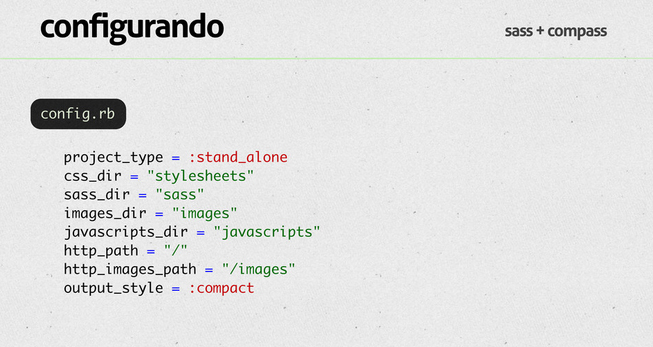 configurando
sass + compass
config.rb
project_type = :stand_alone
css_dir = "stylesheets"
sass_dir = "sass"
images_dir = "images"
javascripts_dir = "javascripts"
http_path = "/"
http_images_path = "/images"
output_style = :compact